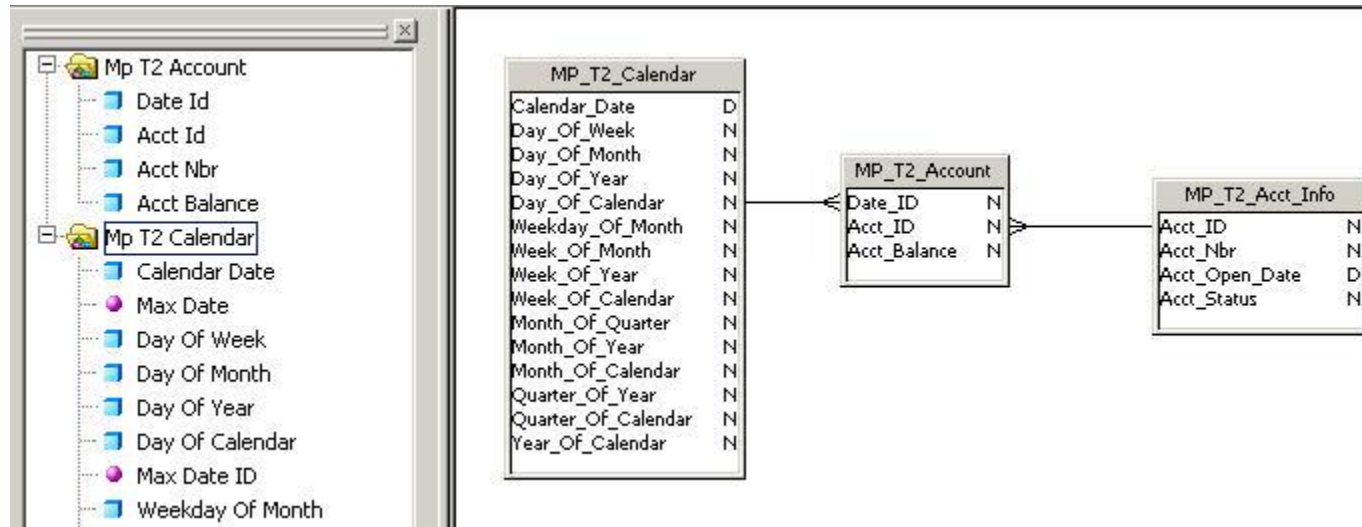 Mp T2 Account
Date Id
Acct Id
Acct Nbr
Acct Balance
Mp T2 Calendar
Calendar Date
Max Date
Day Of Week
Day Of Month
Day Of Year
Day Of Calendar
Max Date ID
Weekday Of Month
MP_T2_Calendar
Calendar_Date D
Day_Of_Week N
Day_Of_Month N
Day_Of_Year N
Day_Of_Calendar N
Weekday_Of_Month N
Week_Of_Month N
Week_Of_Year N
Week_Of_Calendar N
Month_Of_Quarter N
Month_Of_Year N
Month_Of_Calendar N
Quarter_Of_Year N
Quarter_Of_Calendar N
Year_Of_Calendar N
MP_T2_Account
Date_ID N
Acct_ID N
Acct_Balance N
MP_T2_Acct_Info
Acct_ID N
Acct_Nbr N
Acct_Open_Date D
Acct_Status N